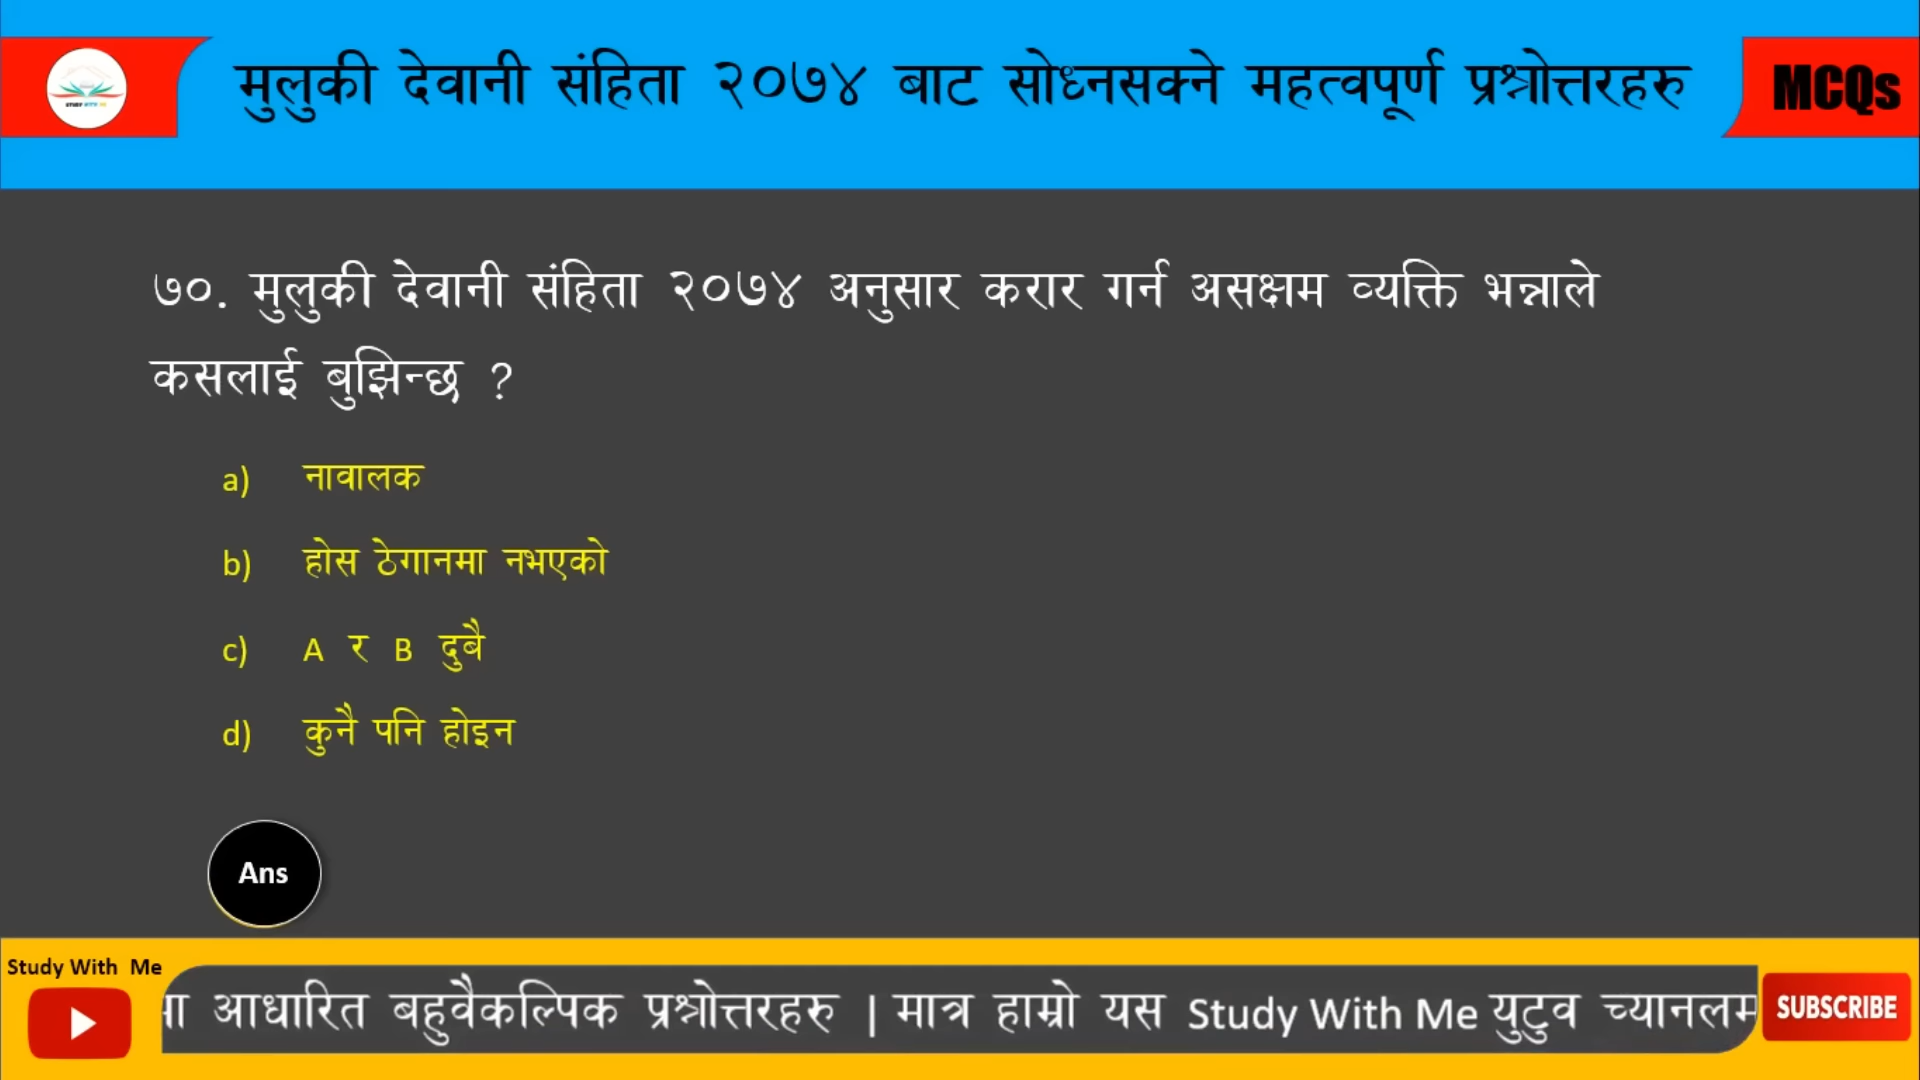 मुलुकी देवानी संहिता २०७४ बाट सोध्नसक्ने महत्वपूर्ण प्रश्नोत्तरहरु
MCQs
७०. मुलुकी देवानी संहिता २०७४ अनुसार करार गर्न असक्षम व्यक्ति भन्नाले
कसलाई बुझिन्छ ?
a) नावालक
b) होस ठेगानमा नभएको
c) A र B दुबै
d) कुनै पनि होइन
Ans
Study With Me
आधारित बहुवैकल्पिक प्रश्नोत्तरहरु | मात्र हाम्रो यस Study With Me युटुव
SUBSCRIBE